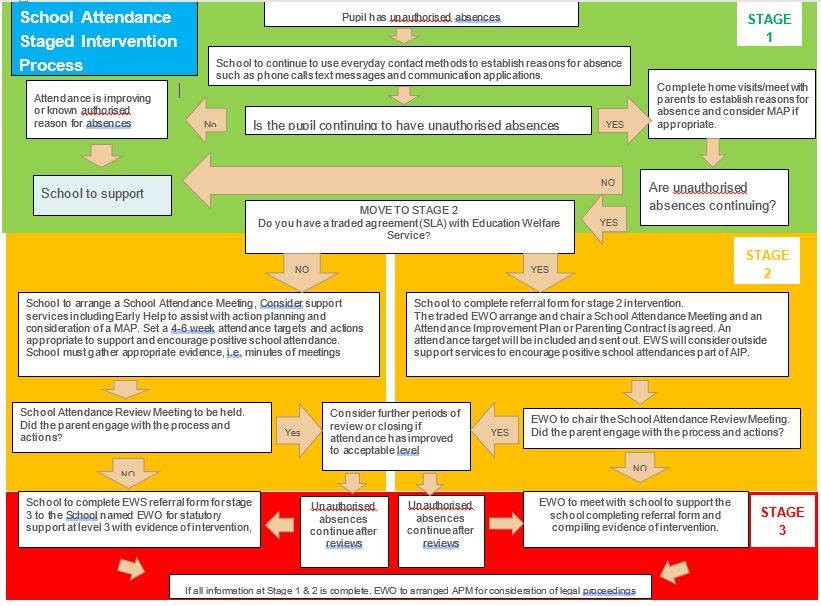 School Attendance
Staged Intervention
Process
Pupil has unauthorised absences
STAGE
1
School to continue to use everyday contact methods to establish reasons for absence
such as phone calls text messages and communication applications.
Attendance is improving
or known authorised
reason for absences
No
Is the pupil continuing to have unauthorised absences
YES
Complete home visits/meet with
parents to establish reasons for
absence and consider MAP if
appropriate.
School to support
NO
Are unauthorised
absences continuing?
YES
MOVE TO STAGE 2
Do you have a traded agreement (SLA) with Education Welfare
Service?
STAGE
2
NO
YES
School to arrange a School Attendance Meeting, Consider support
services including Early Help to assist with action planning and
consideration of a MAP. Set a 4-6 week attendance targets and actions
appropriate to support and encourage positive school attendance.
School must gather appropriate evidence, i.e. minutes of meetings
School to complete referral form for stage 2 intervention.
The traded EWO arrange and chair a School Attendance Meeting and an
Attendance Improvement Plan or Parenting Contract is agreed. An
attendance target will be included and sent out. EWS will consider outside
support services to encourage positive school attendances part of AIP.
School Attendance Review Meeting to be held.
Did the parent engage with the process and
actions?
Yes
Consider further periods of
review or closing if
attendance has improved
to acceptable level
YES
EWO to chair the School Attendance Review Meeting.
Did the parent engage with the process and actions?
NO
NO
School to complete EWS referral form for stage
3 to the School named EWO for statutory
support at level 3 with evidence of intervention,
Unauthorised
absences
continue after
reviews
Unauthorised
absences
continue after
reviews
EWO to meet with school to support the
school completing referral form and
compiling evidence of intervention.
STAGE
3
If all information at Stage 1 & 2 is complete, EWO to arranged APM for consideration of legal proceedings